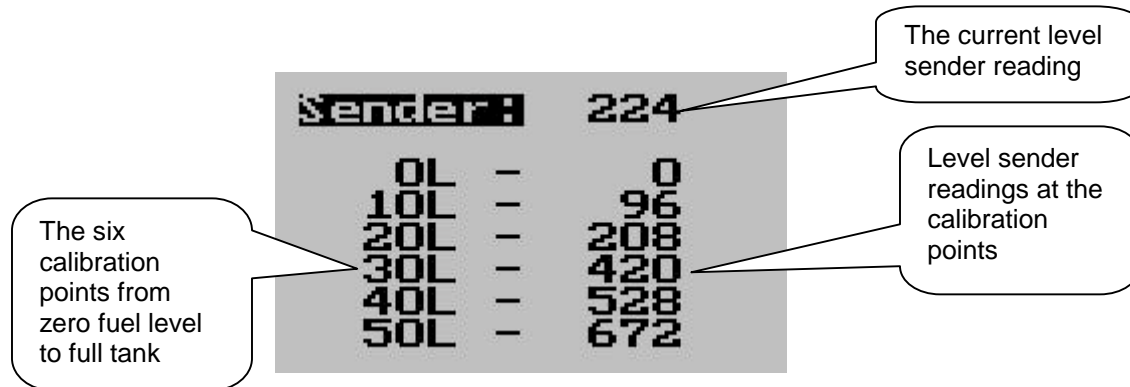 The current level
sender reading
Sender: 224
0L - 0
10L - 96
20L - 208
30L - 420
40L - 528
50L - 672
Level sender
readings at the
calibration
points
The six
calibration
points from
zero fuel level
to full tank